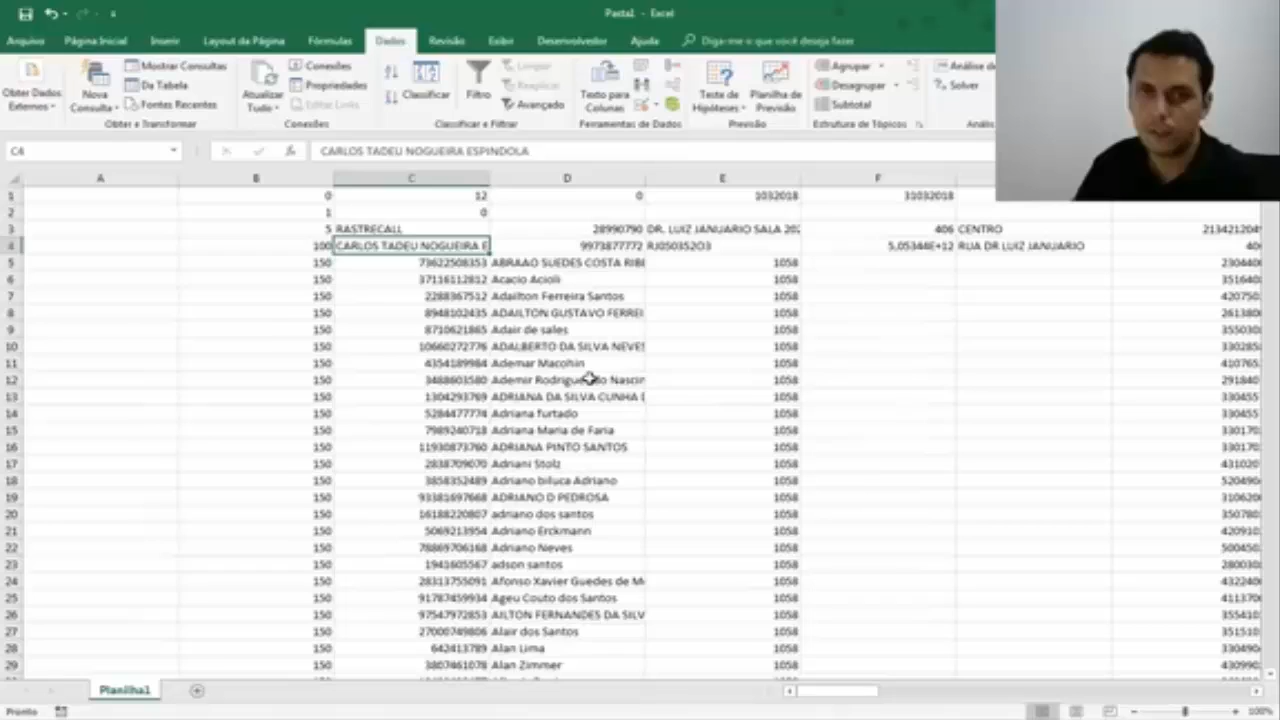 Pasta1 - Excel
Arquivo Página Inicial Inserir Layout da Página Fórmulas Dados Revisão Exibir Desenvolvedor Ajuda Diga-me o que você deseja fazer
Obter Dados Externos
Nova Consulta
Mostrar Consultas
Da Tabela
Fontes Recentes
Obter e Transformar
Atualizar Tudo
Conexões
Propriedades
Editar Links
Conexões
Classificar
Filtro
Limpar
Reaplicar
Avançado
Classificar e Filtrar
Texto para Colunas
Ferramentas de Dados
Teste de Hipóteses
Planilha de Previsão
Previsão
Agrupar
Desagrupar
Subtotal
Estrutura de Tópicos
Análise de
Solver
Análi
C4 CARLOS TADEU NOGUEIRA ESPINDOLA
A B C D E F
1 0 12 0 1032018 31032018
2 1 0
3 5 RASTRECALL 28990790 DR. LUIZ JANUARIO SALA 202 406 CENTRO
4 100 CARLOS TADEU NOGUEIRA E 9973877772 5,05344E+12 RUA DR LUIZ JANUARIO
5 150 73622508353 ABRAAO SUEDES COSTA RIBE 1058
6 150 37116112812 Acacio Acioli 1058
7 150 2288367512 Adailton Ferreira Santos 1058
8 150 8948102435 ADAILTON GUSTAVO FERREI 1058
9 150 8710621865 Adair de sales 1058
10 150 10660272776 ADALBERTO DA SILVA NEVES 1058
11 150 4354189984 Ademar Macohin 1058
12 150 3488603580 Ademir 1058
13 150 1304293769 ADRIANA DA SILVA CUNHA 1058
14 150 5284477774 Adriana furtado 1058
15 150 7989240718 Adriana Maria de Faria 1058
16 150 11930873760 ADRIANA PINTO SANTOS 1058
17 150 2838709070 Adriani Stolz 1058
18 150 3858352489 Adriano biluca Adriano 1058
19 150 93381697668 ADRIANO D PEDROSA 1058
20 150 16188220807 adriano dos santos 1058
21 150 5069213954 Adriano Erckmann 1058
22 150 78869706168 Adriano Neves 1058
23 150 1941605567 adson santos 1058
24 150 28313755091 Afonso Xavier Guedes de M 1058
25 150 91787459934 Ageu Couto dos Santos 1058
26 150 97547972853 AILTON FERNANDES DA SILV 1058
27 150 27000749806 Alair dos Santos 1058
28 150 642413789 Alan Lima 1058
29 150 3807461078 Alan Zimmer 1058
Planilha1
Pronto 100%